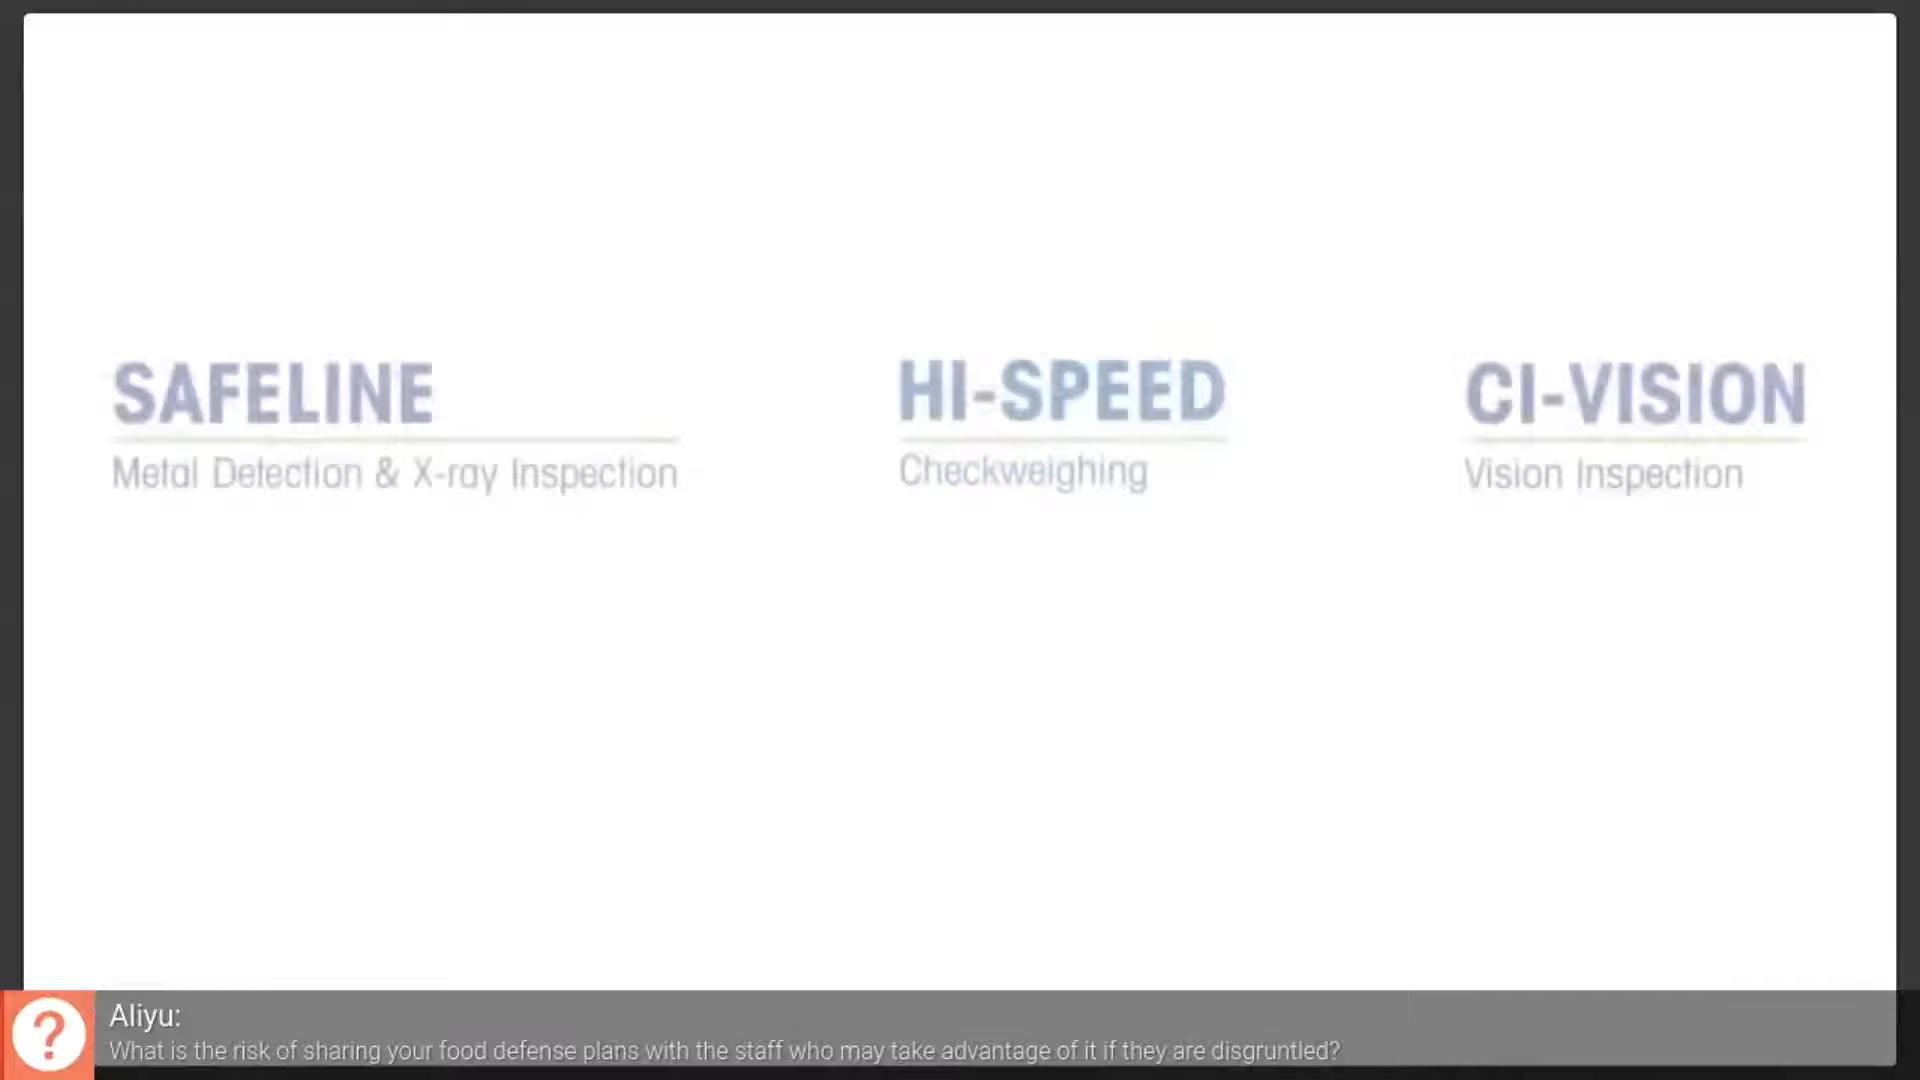 SAFELINE
Metal Detection & X-ray Inspection
HI-SPEED
Checkweighing
CI-VISION
Vision Inspection
?
Aliyu:
What is the risk of sharing your food defense plans with the staff who may take advantage of it if they are disgruntled?